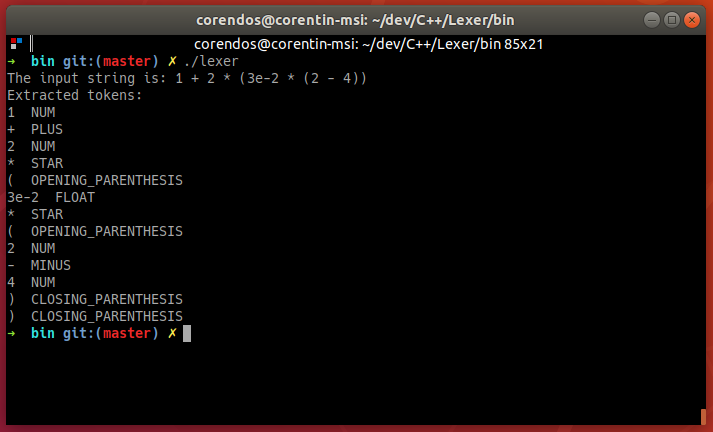 corendos@corentin-msi: ~/dev/C++/Lexer/bin
corendos@corentin-msi: ~/dev/C++/Lexer/bin 85x21
➜  bin git:(master) ✗ ./lexer
The input string is: 1 + 2 * (3e-2 * (2 - 4))
Extracted tokens:
1  NUM
+  PLUS
2  NUM
*  STAR
(  OPENING_PARENTHESIS
3e-2  FLOAT
*  STAR
(  OPENING_PARENTHESIS
2  NUM
-  MINUS
4  NUM
)  CLOSING_PARENTHESIS
)  CLOSING_PARENTHESIS
➜  bin git:(master) ✗